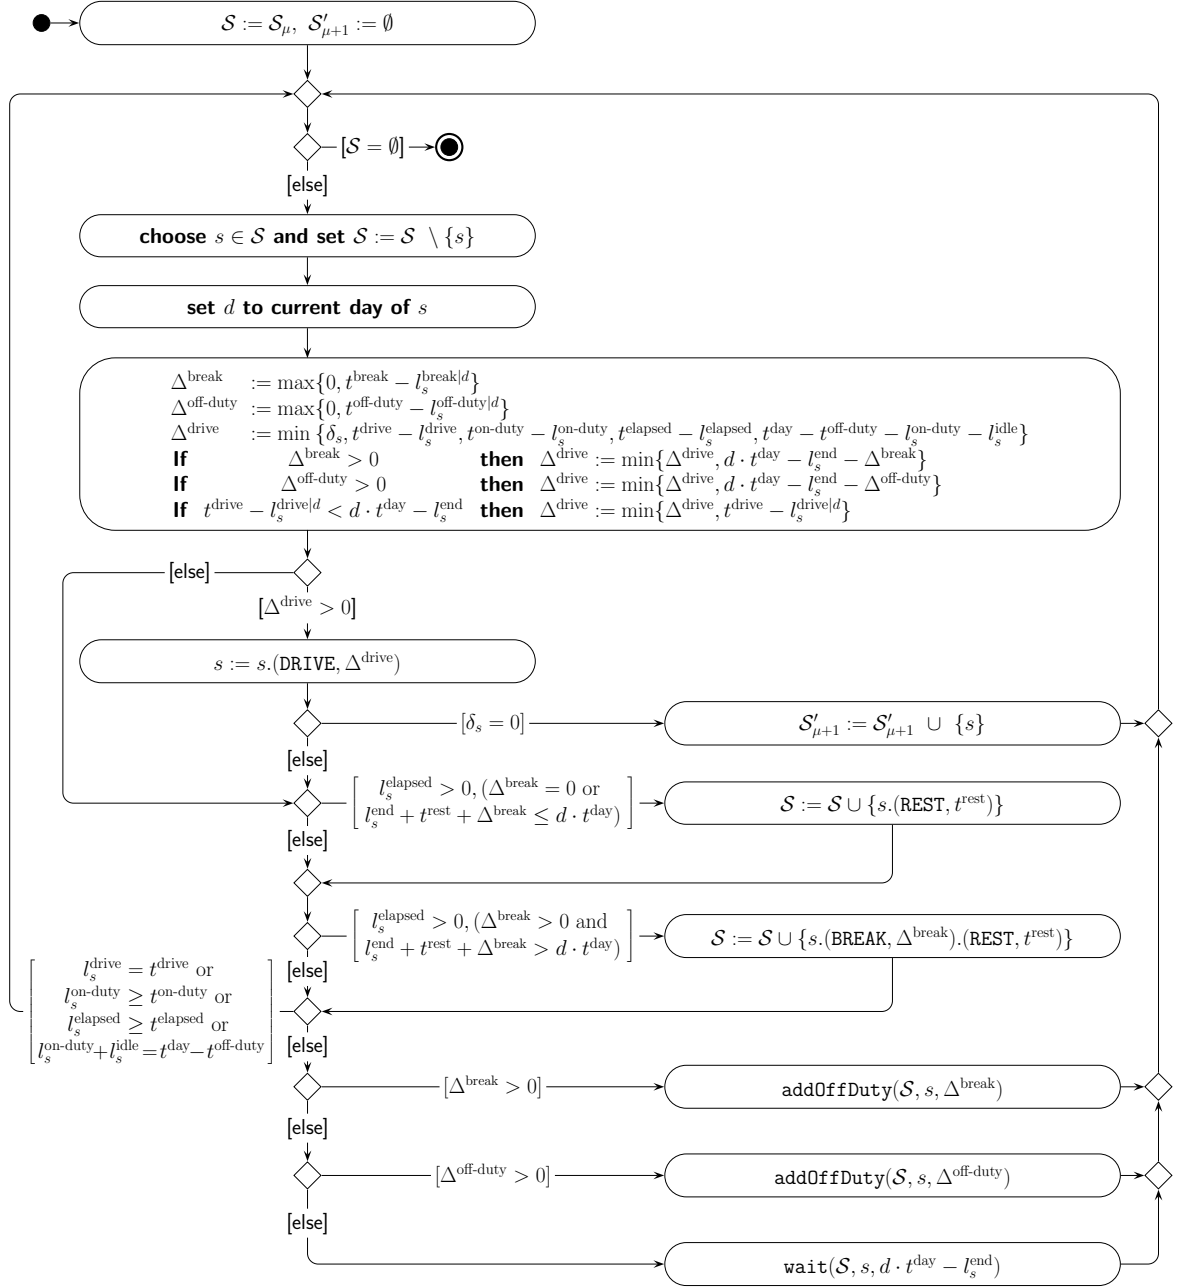 𝒮 := 𝒮_μ, 𝒮′_{μ+1} := ∅
[𝒮 = ∅]
[else]
choose s ∈ 𝒮 and set 𝒮 := 𝒮 \ {s}
set d to current day of s
Δ^break := max{0, t^break − l_s^{break|d}}
Δ^off-duty := max{0, t^off-duty − l_s^{off-duty|d}}
Δ^drive := min {δ_s, t^drive − l_s^drive, t^on-duty − l_s^on-duty, t^elapsed − l_s^elapsed, t^day − t^off-duty − l_s^on-duty − l_s^idle}
If Δ^break > 0 then Δ^drive := min{Δ^drive, d · t^day − l_s^end − Δ^break}
If Δ^off-duty > 0 then Δ^drive := min{Δ^drive, d · t^day − l_s^end − Δ^off-duty}
If t^drive − l_s^{drive|d} < d · t^day − l_s^end then Δ^drive := min{Δ^drive, t^drive − l_s^{drive|d}}
[else]
[Δ^drive > 0]
s := s.(DRIVE, Δ^drive)
[δ_s = 0]
𝒮′_{μ+1} := 𝒮′_{μ+1} ∪ {s}
[else]
[l_s^elapsed > 0, (Δ^break = 0 or
l_s^end + t^rest + Δ^break ≤ d · t^day)]
𝒮 := 𝒮 ∪ {s.(REST, t^rest)}
[else]
[l_s^elapsed > 0, (Δ^break > 0 and
l_s^end + t^rest + Δ^break > d · t^day)]
𝒮 := 𝒮 ∪ {s.(BREAK, Δ^break).(REST, t^rest)}
[else]
[l_s^drive = t^drive or
l_s^on-duty ≥ t^on-duty or
l_s^elapsed ≥ t^elapsed or
l_s^on-duty + l_s^idle = t^day − t^off-duty]
[else]
[Δ^break > 0]
addOffDuty(𝒮, s, Δ^break)
[else]
[Δ^off-duty > 0]
addOffDuty(𝒮, s, Δ^off-duty)
[else]
wait(𝒮, s, d · t^day − l_s^end)